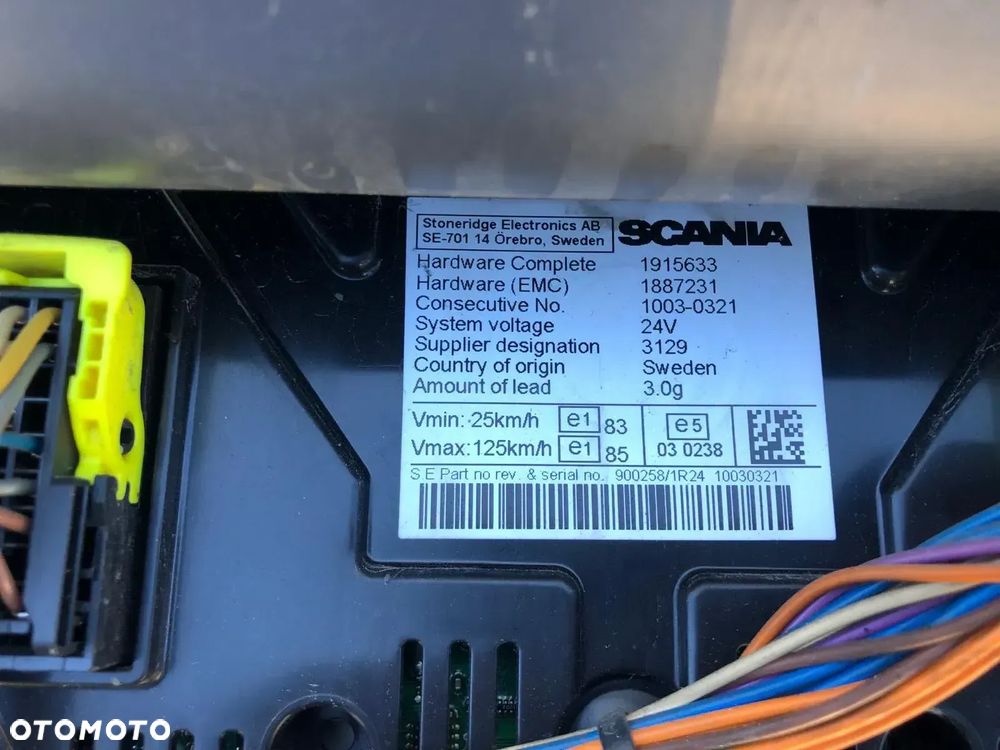 Stoneridge Electronics AB
SE-701 14 Örebro, Sweden
SCANIA
Hardware Complete 1915633
Hardware (EMC) 1887231
Consecutive No. 1003-0321
System voltage 24V
Supplier designation 3129
Country of origin Sweden
Amount of lead 3.0g
Vmin: -25km/h e1 83
Vmax: 125km/h e1 85
e5
03 0238
S E Part no rev. & serial no. 900258/1R24 10030321
OTOMOTO